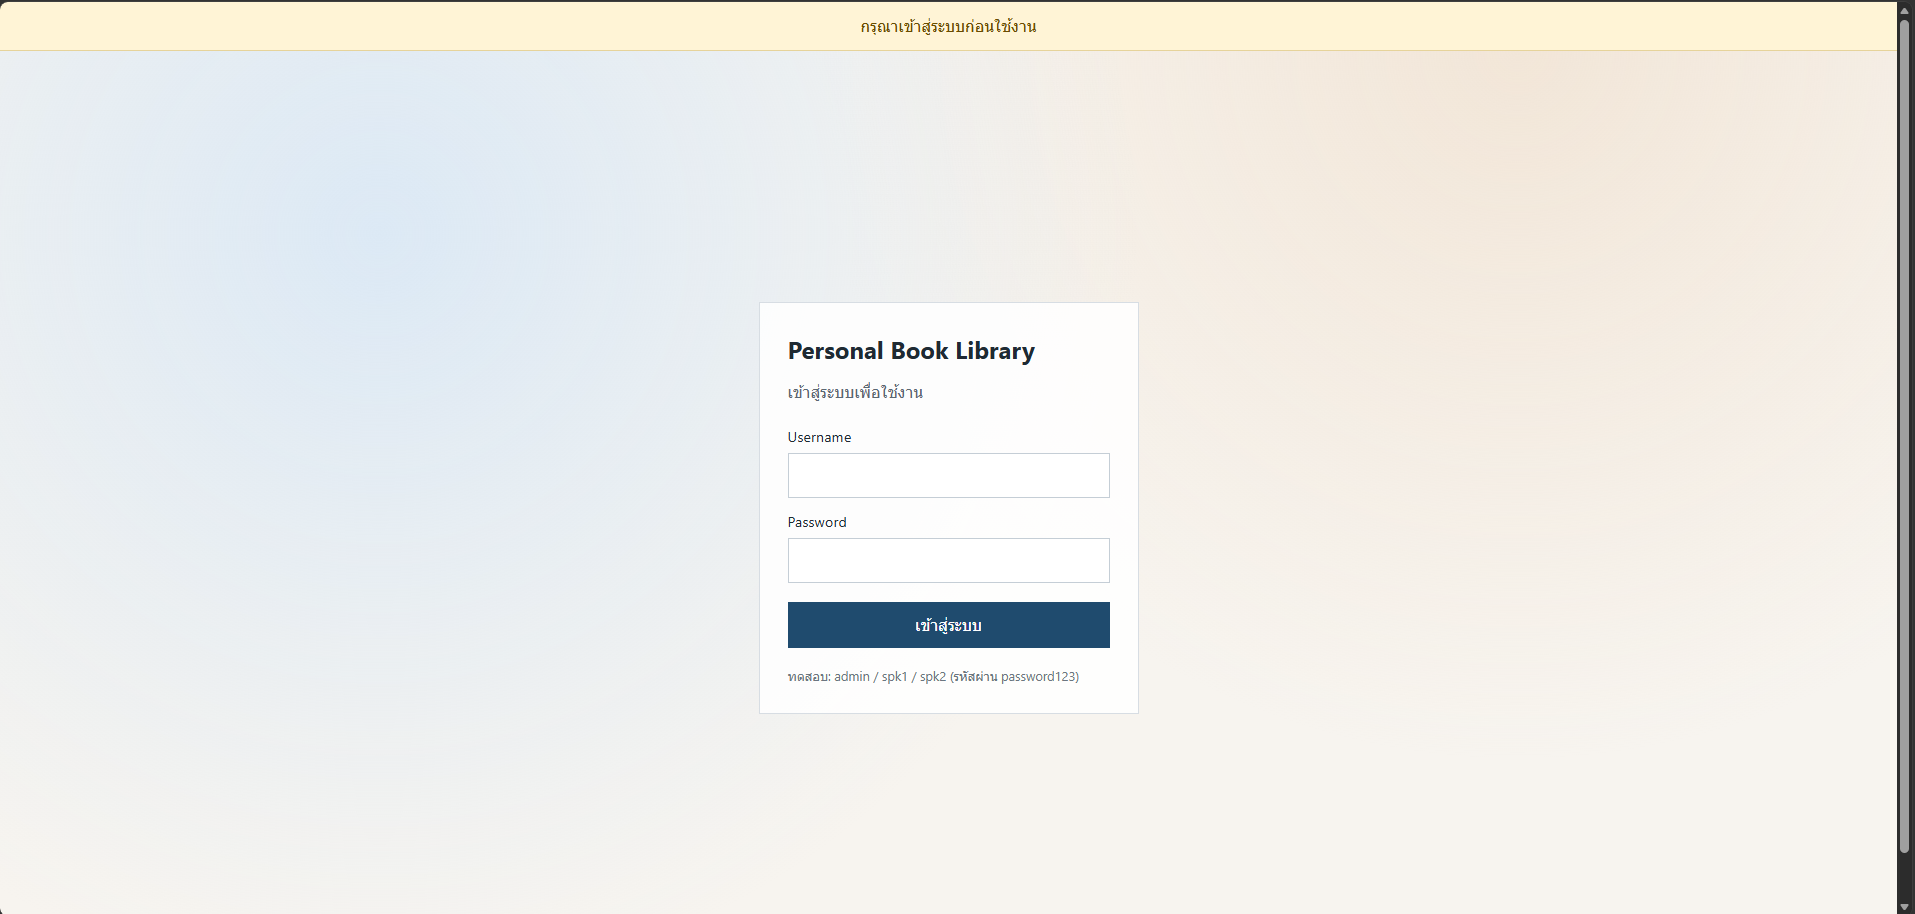 กรุณาเข้าสู่ระบบก่อนใช้งาน
Personal Book Library
เข้าสู่ระบบเพื่อใช้งาน
Username
Password
เข้าสู่ระบบ
ทดสอบ: admin / spk1 / spk2 (รหัสผ่าน password123)